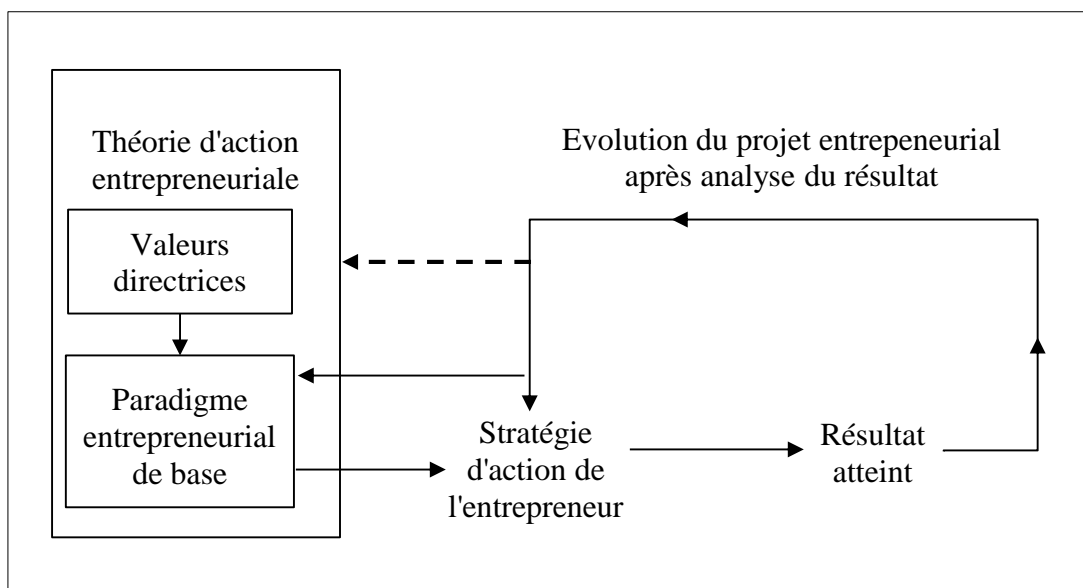 Théorie d'action
entrepreneuriale
Valeurs
directrices
Paradigme
entrepreneurial
de base
Evolution du projet entrepeneurial
après analyse du résultat
Stratégie
d'action de
l'entrepreneur
Résultat
atteint